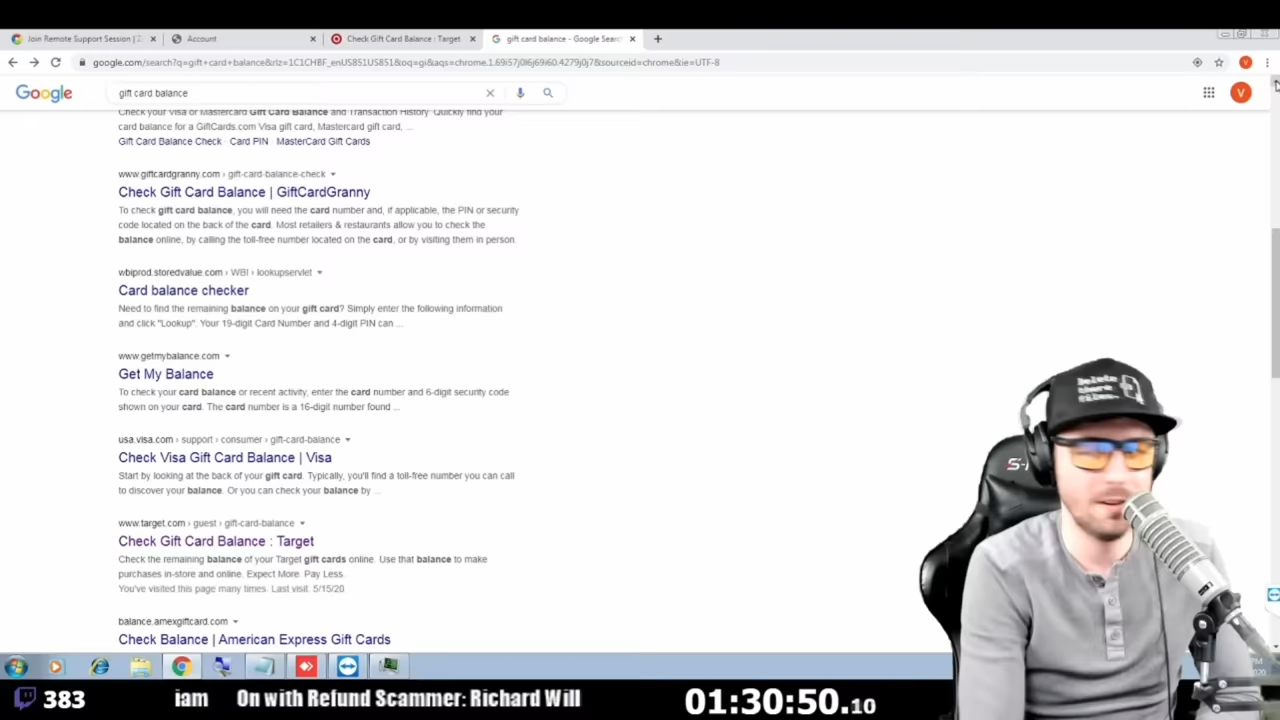 Join Remote Support Session | Z
Account
Check Gift Card Balance : Target
gift card balance - Google Search
google.com/search?q=gift+card+balance&rlz=1C1CHBF_enUS851US851&oq=gi&aqs=chrome.1.69i57j0l6j69i60.4279j0j7&sourceid=chrome&ie=UTF-8
V
Google
gift card balance
V
Check your Visa or Mastercard Gift Card Balance and Transaction History. Quickly find your
card balance for a GiftCards.com Visa gift card, Mastercard gift card, ...
Gift Card Balance Check · Card PIN · MasterCard Gift Cards
www.giftcardgranny.com › gift-card-balance-check
Check Gift Card Balance | GiftCardGranny
To check gift card balance, you will need the card number and, if applicable, the PIN or security
code located on the back of the card. Most retailers & restaurants allow you to check the
balance online, by calling the toll-free number located on the card, or by visiting them in person.
wbiprod.storedvalue.com › WBI › lookupservlet
Card balance checker
Need to find the remaining balance on your gift card? Simply enter the following information
and click "Lookup". Your 19-digit Card Number and 4-digit PIN can ...
www.getmybalance.com
Get My Balance
To check your card balance or recent activity, enter the card number and 6-digit security code
shown on your card. The card number is a 16-digit number found ...
usa.visa.com › support › consumer › gift-card-balance
Check Visa Gift Card Balance | Visa
Start by looking at the back of your gift card. Typically, you'll find a toll-free number you can call
to discover your balance. Or you can check your balance by ...
www.target.com › guest › gift-card-balance
Check Gift Card Balance : Target
Check the remaining balance of your Target gift cards online. Use that balance to make
purchases in-store and online. Expect More. Pay Less.
You've visited this page many times. Last visit: 5/15/20
balance.amexgiftcard.com
Check Balance | American Express Gift Cards
383
iam
On with Refund Scammer: Richard Will
01:30:50.10